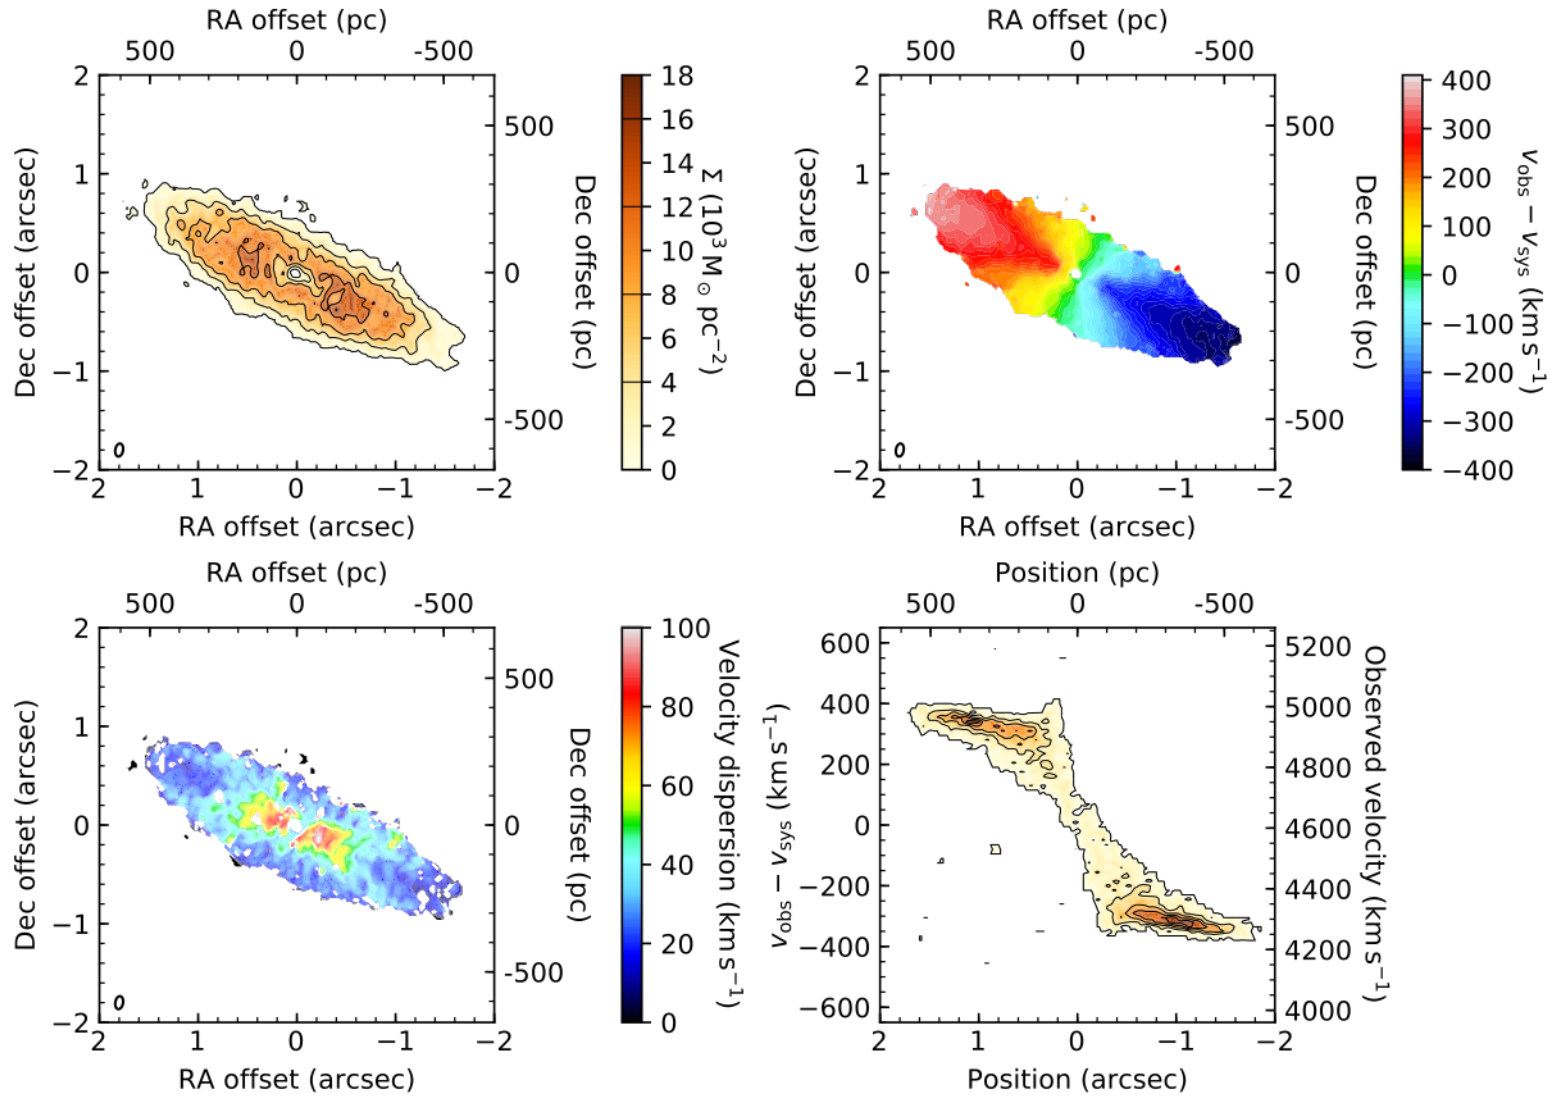 RA offset (pc)
500 0 -500
2
1
0
−1
−2
Dec offset (arcsec)
500
0
-500
Dec offset (pc)
2 1 0 −1 −2
RA offset (arcsec)
18
16
14
12
10
8
6
4
2
0
Σ (10³ M⊙ pc⁻²)
RA offset (pc)
500 0 -500
2
1
0
−1
−2
Dec offset (arcsec)
500
0
-500
Dec offset (pc)
2 1 0 −1 −2
RA offset (arcsec)
400
300
200
100
0
−100
−200
−300
−400
v_obs − v_sys (km s⁻¹)
RA offset (pc)
500 0 -500
2
1
0
−1
−2
Dec offset (arcsec)
500
0
-500
Dec offset (pc)
2 1 0 −1 −2
RA offset (arcsec)
100
80
60
40
20
0
Velocity dispersion (km s⁻¹)
Position (pc)
500 0 -500
600
400
200
0
−200
−400
−600
v_obs − v_sys (km s⁻¹)
5200
5000
4800
4600
4400
4200
4000
Observed velocity (km s⁻¹)
2 1 0 −1 −2
Position (arcsec)